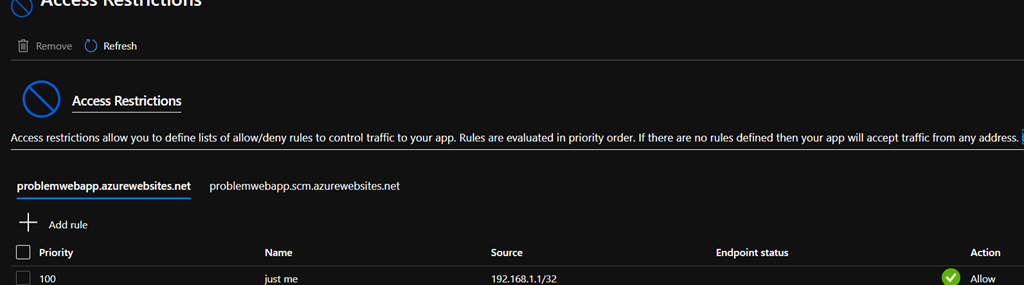 Access Restrictions
Remove Refresh
Access Restrictions
Access restrictions allow you to define lists of allow/deny rules to control traffic to your app. Rules are evaluated in priority order. If there are no rules defined then your app will accept traffic from any address.
problemwebapp.azurewebsites.net problemwebapp.scm.azurewebsites.net
Add rule
Priority Name Source Endpoint status Action
100 just me 192.168.1.1/32 Allow